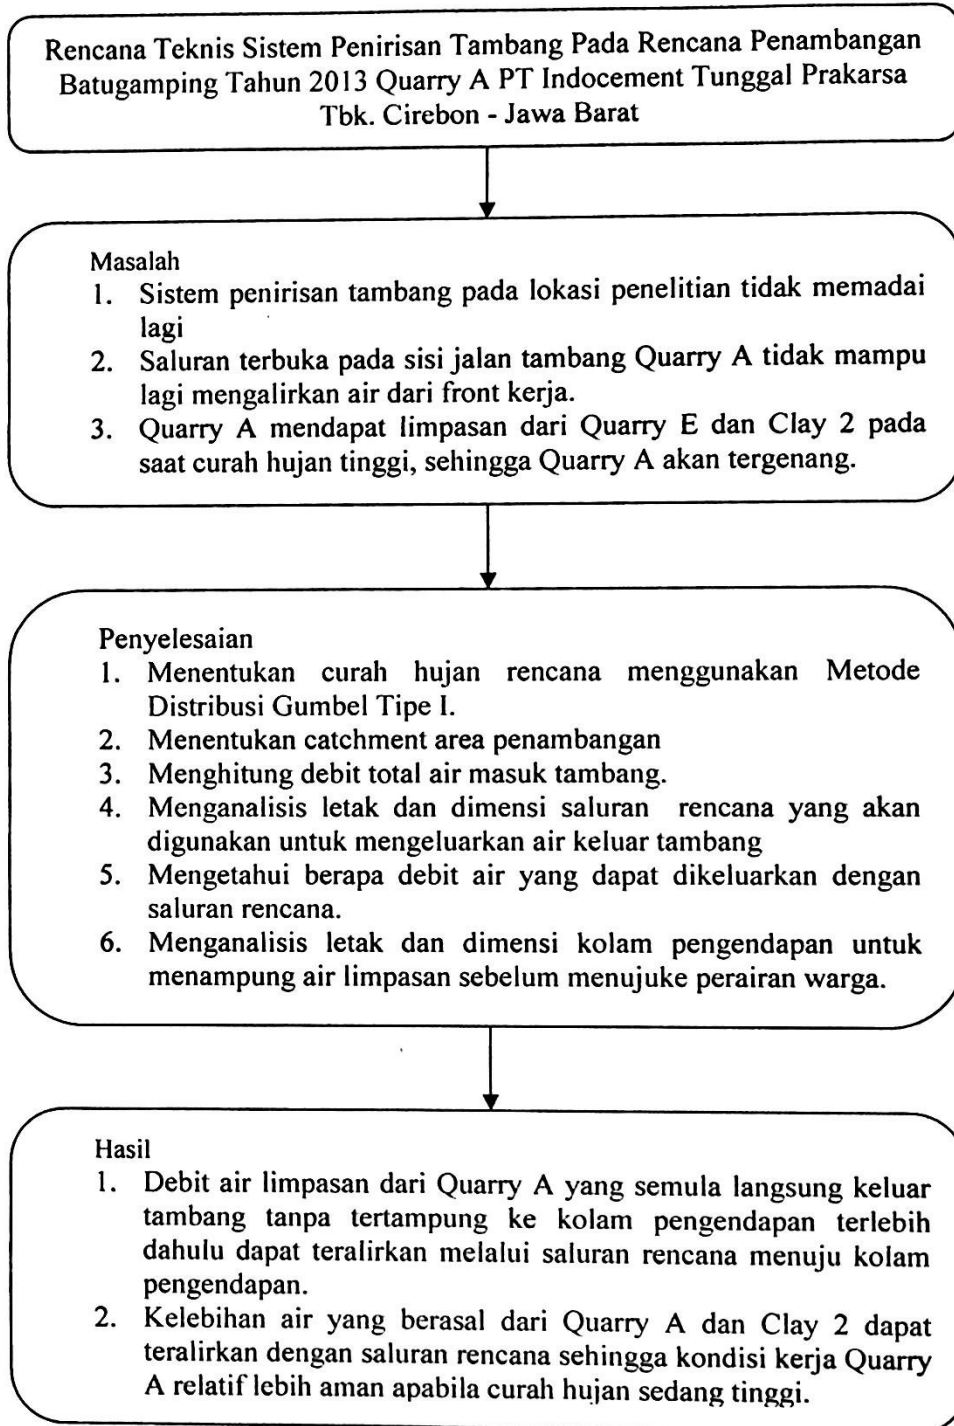 Rencana Teknis Sistem Penirisan Tambang Pada Rencana Penambangan
Batugamping Tahun 2013 Quarry A PT Indocement Tunggal Prakarsa
Tbk. Cirebon - Jawa Barat
Masalah
1. Sistem penirisan tambang pada lokasi penelitian tidak memadai
lagi
2. Saluran terbuka pada sisi jalan tambang Quarry A tidak mampu
lagi mengalirkan air dari front kerja.
3. Quarry A mendapat limpasan dari Quarry E dan Clay 2 pada
saat curah hujan tinggi, sehingga Quarry A akan tergenang.
Penyelesaian
1. Menentukan curah hujan rencana menggunakan Metode
Distribusi Gumbel Tipe I.
2. Menentukan catchment area penambangan
3. Menghitung debit total air masuk tambang.
4. Menganalisis letak dan dimensi saluran rencana yang akan
digunakan untuk mengeluarkan air keluar tambang
5. Mengetahui berapa debit air yang dapat dikeluarkan dengan
saluran rencana.
6. Menganalisis letak dan dimensi kolam pengendapan untuk
menampung air limpasan sebelum menujuke perairan warga.
Hasil
1. Debit air limpasan dari Quarry A yang semula langsung keluar
tambang tanpa tertampung ke kolam pengendapan terlebih
dahulu dapat teralirkan melalui saluran rencana menuju kolam
pengendapan.
2. Kelebihan air yang berasal dari Quarry A dan Clay 2 dapat
teralirkan dengan saluran rencana sehingga kondisi kerja Quarry
A relatif lebih aman apabila curah hujan sedang tinggi.